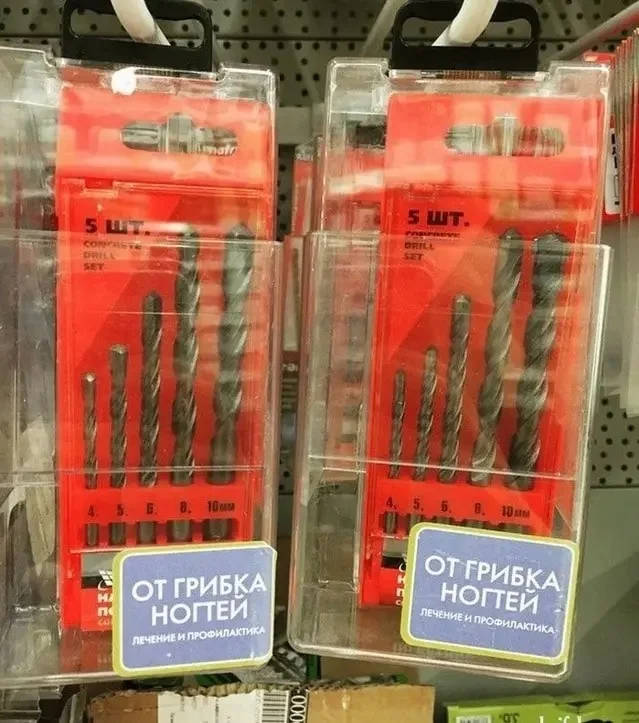 5 ШТ.
CONCRETE
DRILL
SET
4. 5. 6. 8. 10мм
ОТ ГРИБКА
НОГТЕЙ
ЛЕЧЕНИЕ И ПРОФИЛАКТИКА
5 ШТ.
CONCRETE
DRILL
SET
4. 5. 6. 8. 10мм
ОТ ГРИБКА
НОГТЕЙ
ЛЕЧЕНИЕ И ПРОФИЛАКТИКА